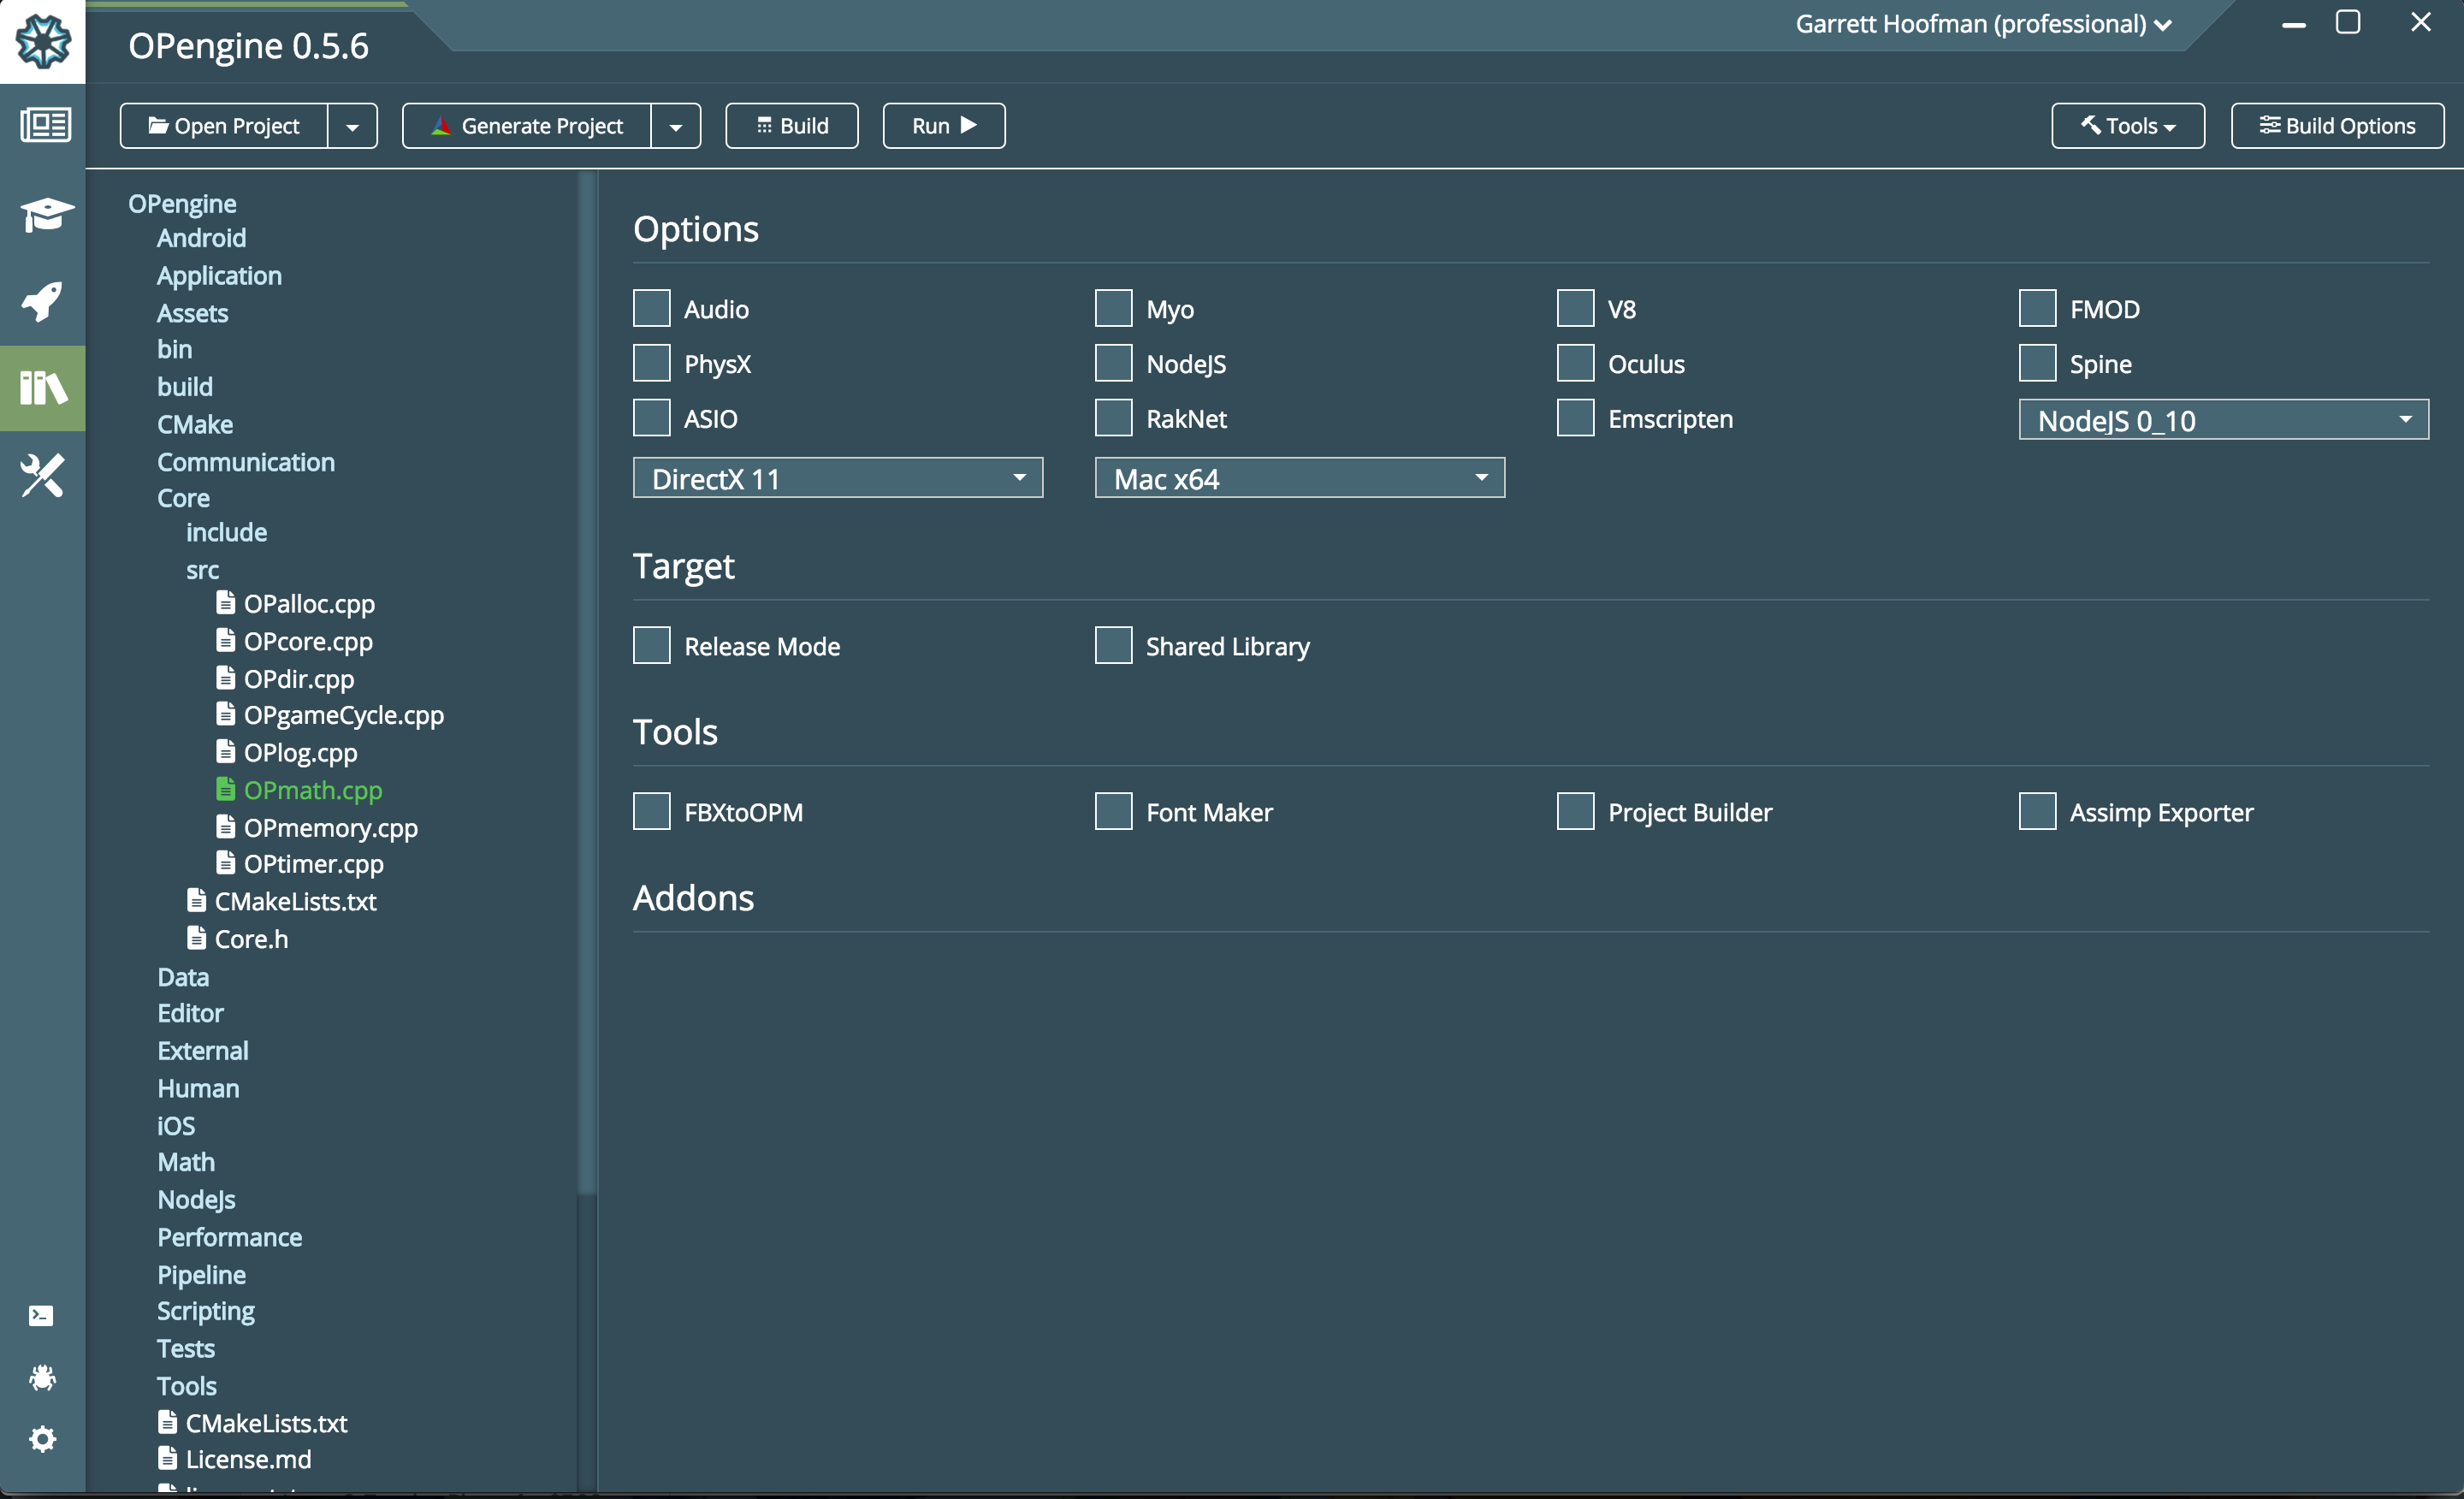 OPengine 0.5.6
Garrett Hoofman (professional)
Open Project
Generate Project
Build
Run
Tools
Build Options
OPengine
Android
Application
Assets
bin
build
CMake
Communication
Core
include
src
OPalloc.cpp
OPcore.cpp
OPdir.cpp
OPgameCycle.cpp
OPlog.cpp
OPmath.cpp
OPmemory.cpp
OPtimer.cpp
CMakeLists.txt
Core.h
Data
Editor
External
Human
iOS
Math
NodeJs
Performance
Pipeline
Scripting
Tests
Tools
CMakeLists.txt
License.md
Options
Audio Myo V8 FMOD
PhysX NodeJS Oculus Spine
ASIO RakNet Emscripten NodeJS 0_10
DirectX 11 Mac x64
Target
Release Mode Shared Library
Tools
FBXtoOPM Font Maker Project Builder Assimp Exporter
Addons